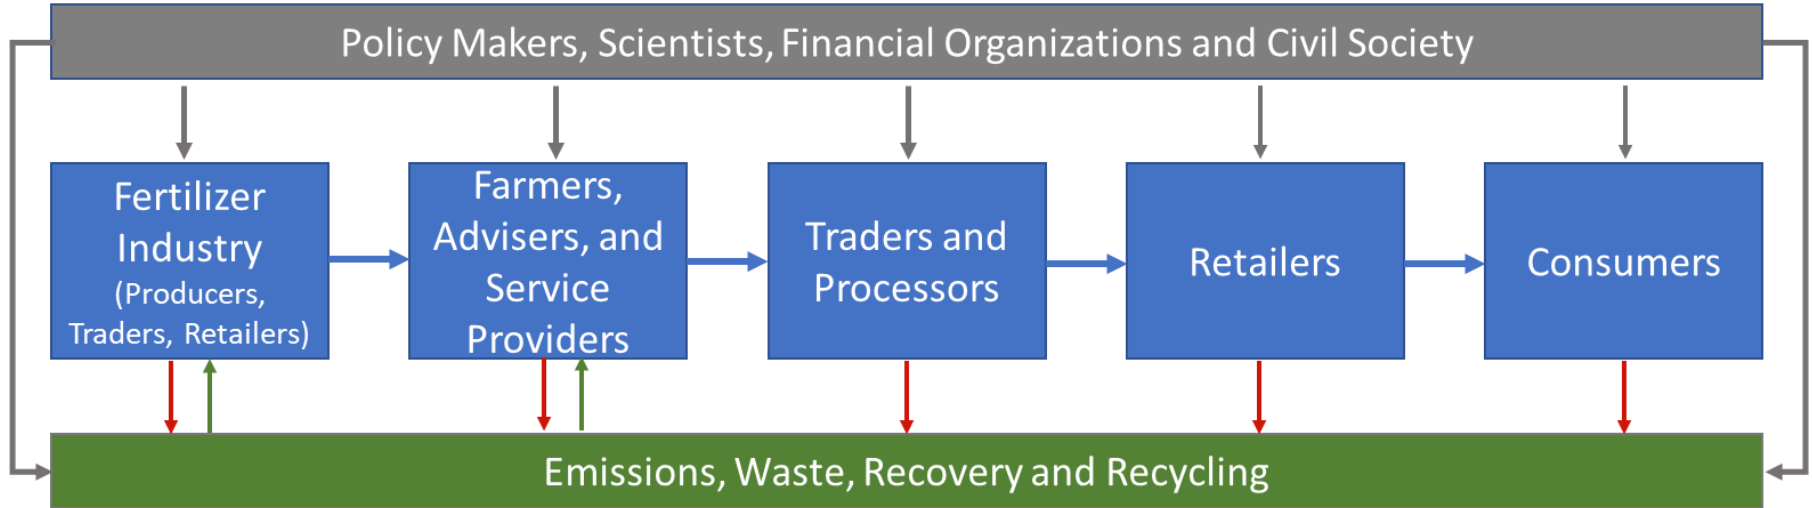 Policy Makers, Scientists, Financial Organizations and Civil Society
Fertilizer
Industry
(Producers,
Traders, Retailers)
Farmers,
Advisers, and
Service
Providers
Traders and
Processors
Retailers
Consumers
Emissions, Waste, Recovery and Recycling